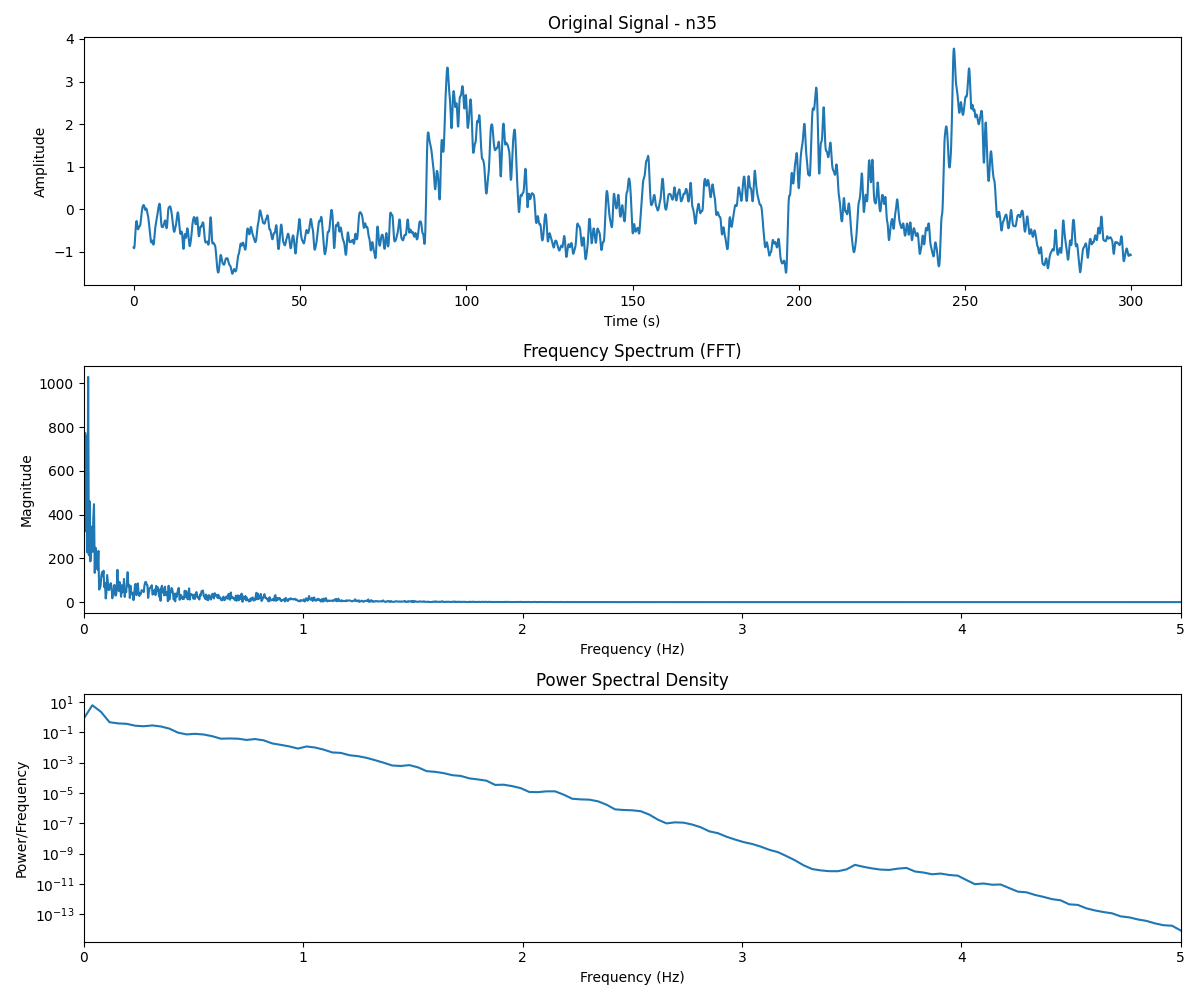 Original Signal - n35
4
3
2
1
0
−1
Amplitude
0 50 100 150 200 250 300
Time (s)
Frequency Spectrum (FFT)
1000
800
600
400
200
0
Magnitude
0 1 2 3 4 5
Frequency (Hz)
Power Spectral Density
10¹
10⁻¹
10⁻³
10⁻⁵
10⁻⁷
10⁻⁹
10⁻¹¹
10⁻¹³
Power/Frequency
0 1 2 3 4 5
Frequency (Hz)